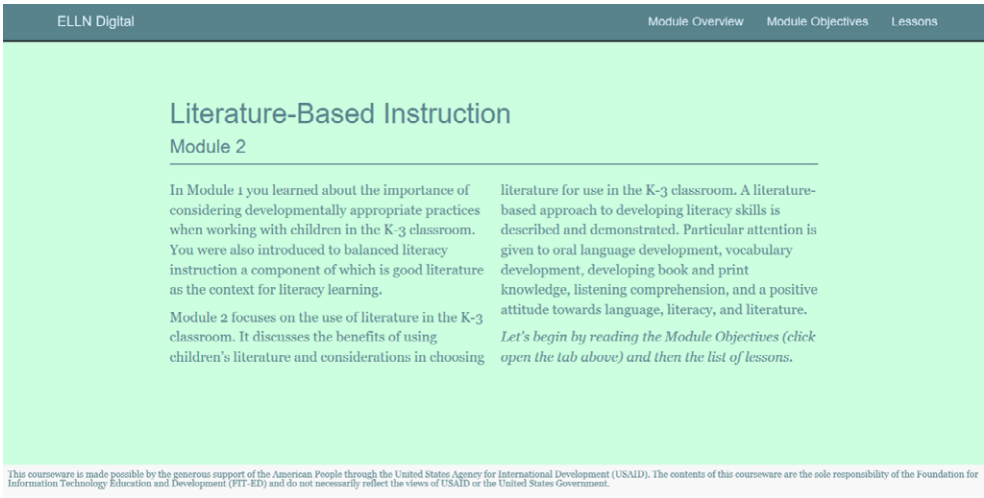 ELLN Digital
Module Overview
Module Objectives
Lessons
Literature-Based Instruction
Module 2
In Module 1 you learned about the importance of
considering developmentally appropriate practices
when working with children in the K-3 classroom.
You were also introduced to balanced literacy
instruction a component of which is good literature
as the context for literacy learning.
Module 2 focuses on the use of literature in the K-3
classroom. It discusses the benefits of using
children's literature and considerations in choosing
literature for use in the K-3 classroom. A literature-
based approach to developing literacy skills is
described and demonstrated. Particular attention is
given to oral language development, vocabulary
development, developing book and print
knowledge, listening comprehension, and a positive
attitude towards language, literacy, and literature.
Let's begin by reading the Module Objectives (click
open the tab above) and then the list of lessons.
This courseware is made possible by the generous support of the American People through the United States Agency for International Development (USAID). The contents of this courseware are the sole responsibility of the Foundation for
Information Technology Education and Development (FIT-ED) and do not necessarily reflect the views of USAID or the United States Government.